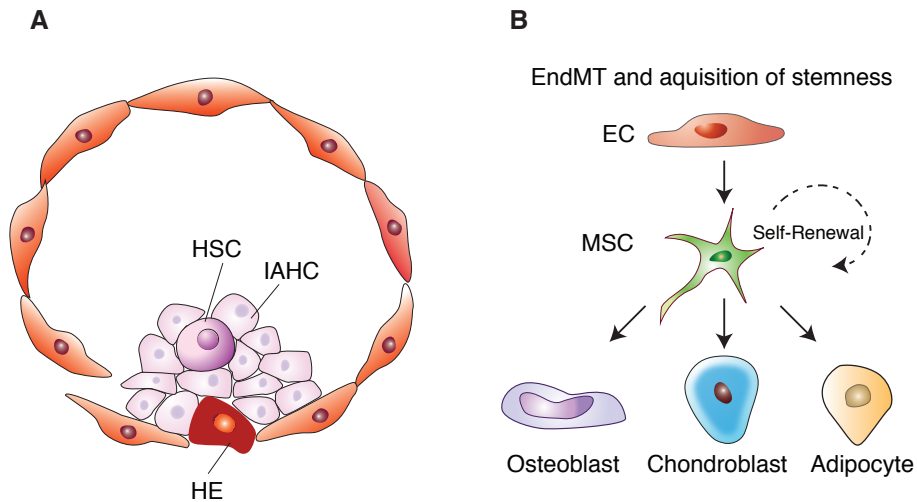 A
HSC
IAHC
HE
B
EndMT and aquisition of stemness
EC
MSC
Self-Renewal
Osteoblast
Chondroblast
Adipocyte